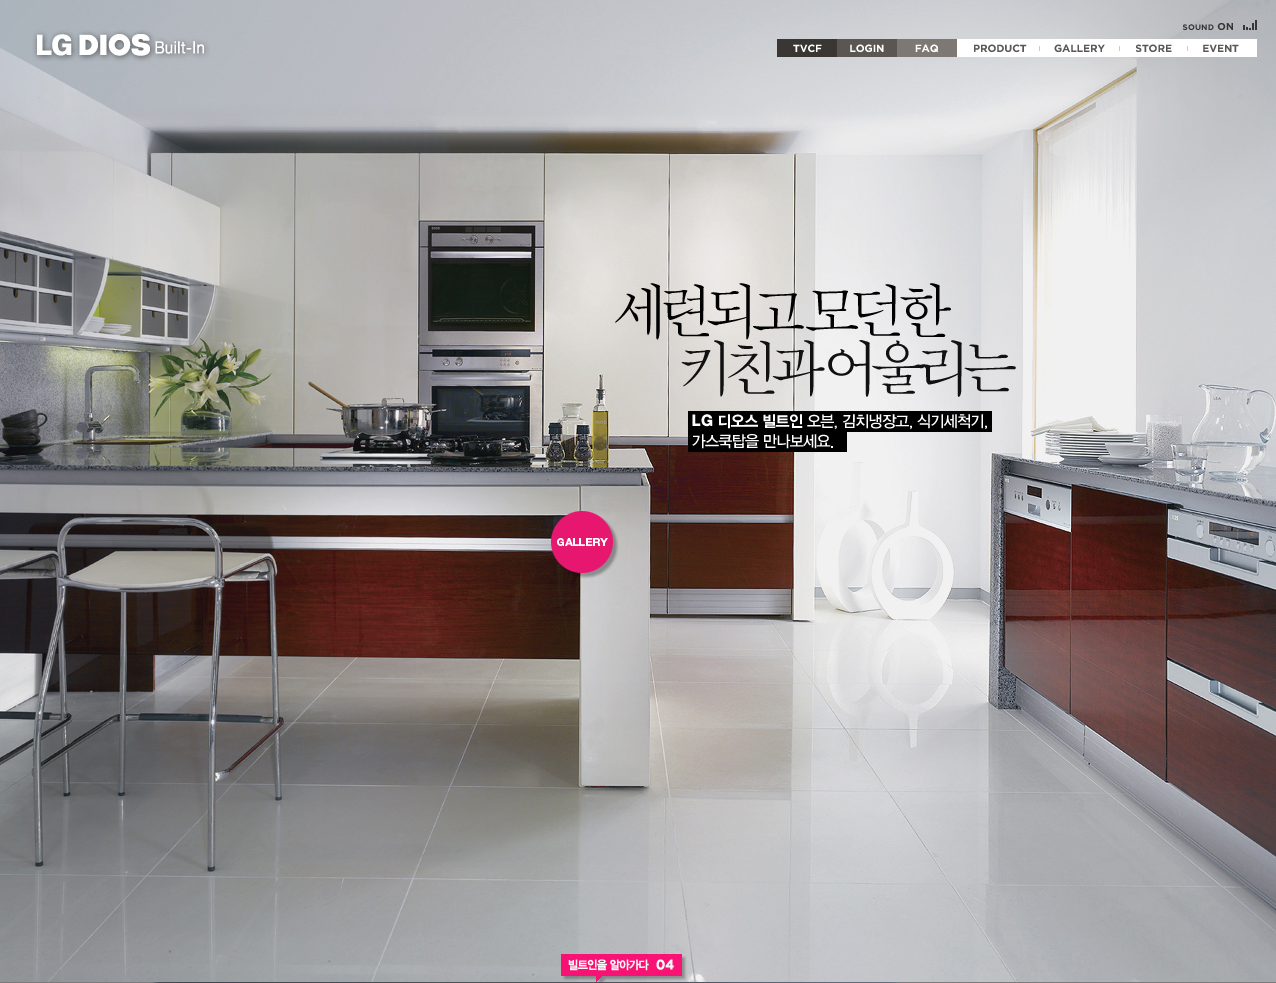 LG DIOS Built-In
SOUND ON
TVCF LOGIN FAQ PRODUCT GALLERY STORE EVENT
세련되고 모던한
키친과 어울리는
LG 디오스 빌트인 오븐, 김치냉장고, 식기세척기,
가스쿡탑을 만나보세요.
GALLERY
빌트인을 알아가다 04